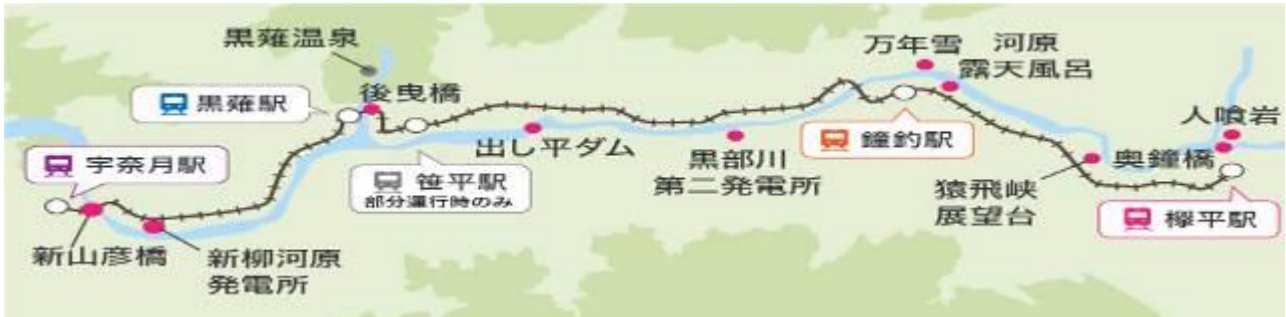 黒薙温泉
黒薙駅
後曳橋
宇奈月駅
新山彦橋
新柳河原
発電所
笹平駅
部分運行時のみ
出し平ダム
黒部川
第二発電所
万年雪
河原
露天風呂
鐘釣駅
猿飛峡
展望台
奥鐘橋
人喰岩
欅平駅